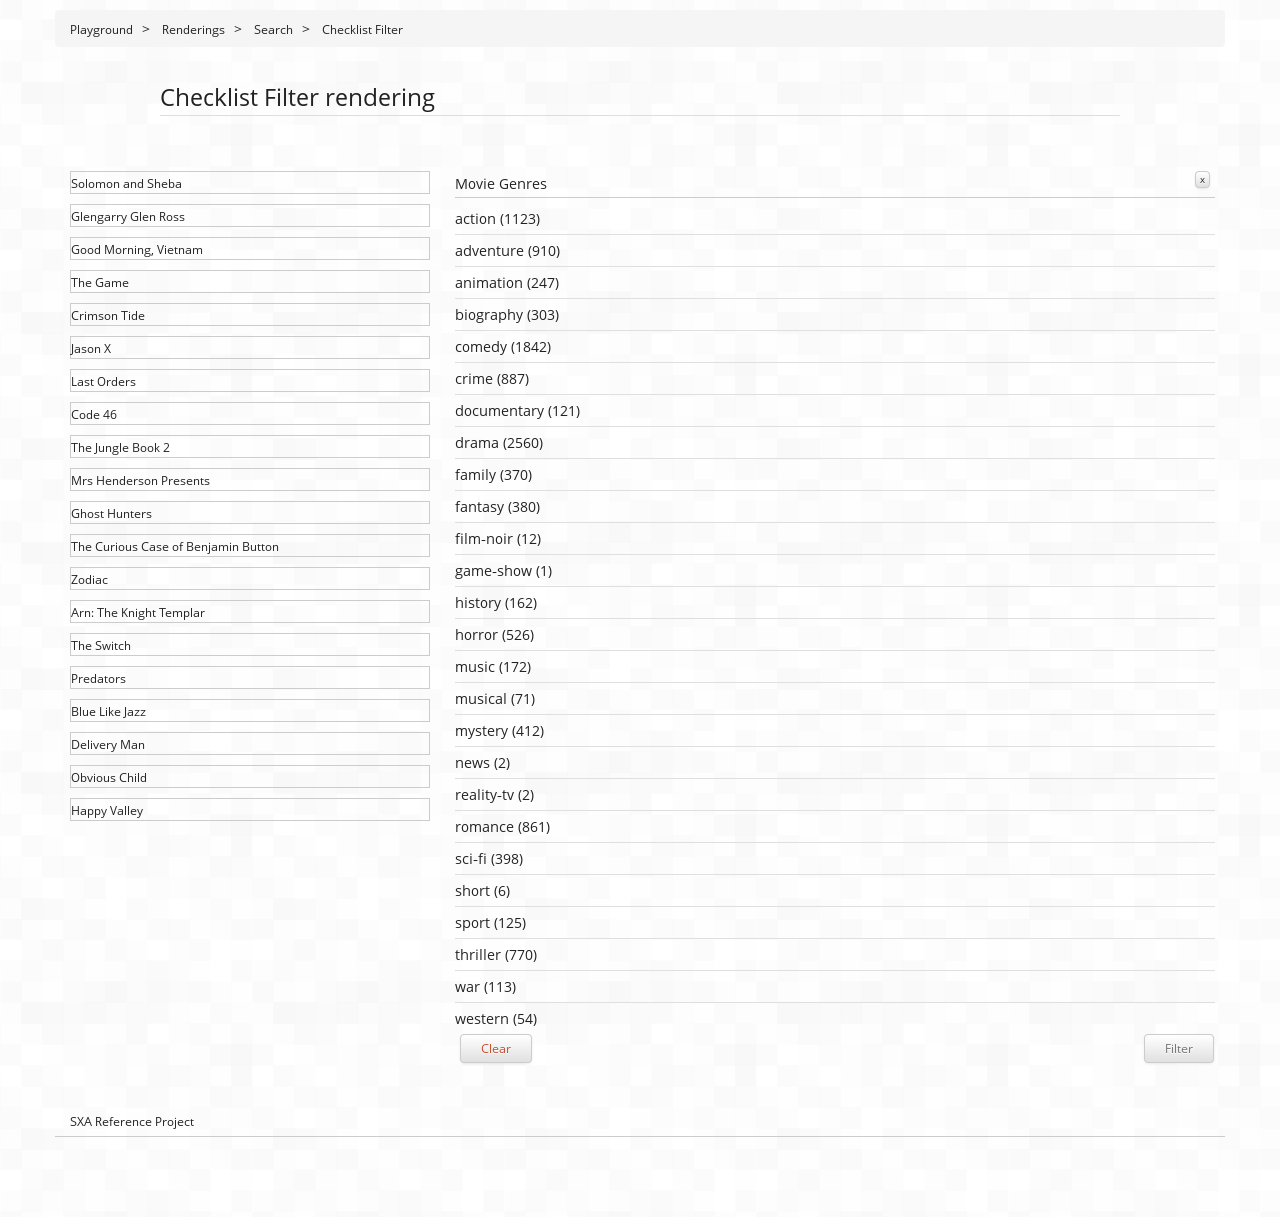 Playground > Renderings > Search > Checklist Filter
Checklist Filter rendering
Solomon and Sheba
Glengarry Glen Ross
Good Morning, Vietnam
The Game
Crimson Tide
Jason X
Last Orders
Code 46
The Jungle Book 2
Mrs Henderson Presents
Ghost Hunters
The Curious Case of Benjamin Button
Zodiac
Arn: The Knight Templar
The Switch
Predators
Blue Like Jazz
Delivery Man
Obvious Child
Happy Valley
Movie Genres
x
action (1123)
adventure (910)
animation (247)
biography (303)
comedy (1842)
crime (887)
documentary (121)
drama (2560)
family (370)
fantasy (380)
film-noir (12)
game-show (1)
history (162)
horror (526)
music (172)
musical (71)
mystery (412)
news (2)
reality-tv (2)
romance (861)
sci-fi (398)
short (6)
sport (125)
thriller (770)
war (113)
western (54)
Clear
Filter
SXA Reference Project